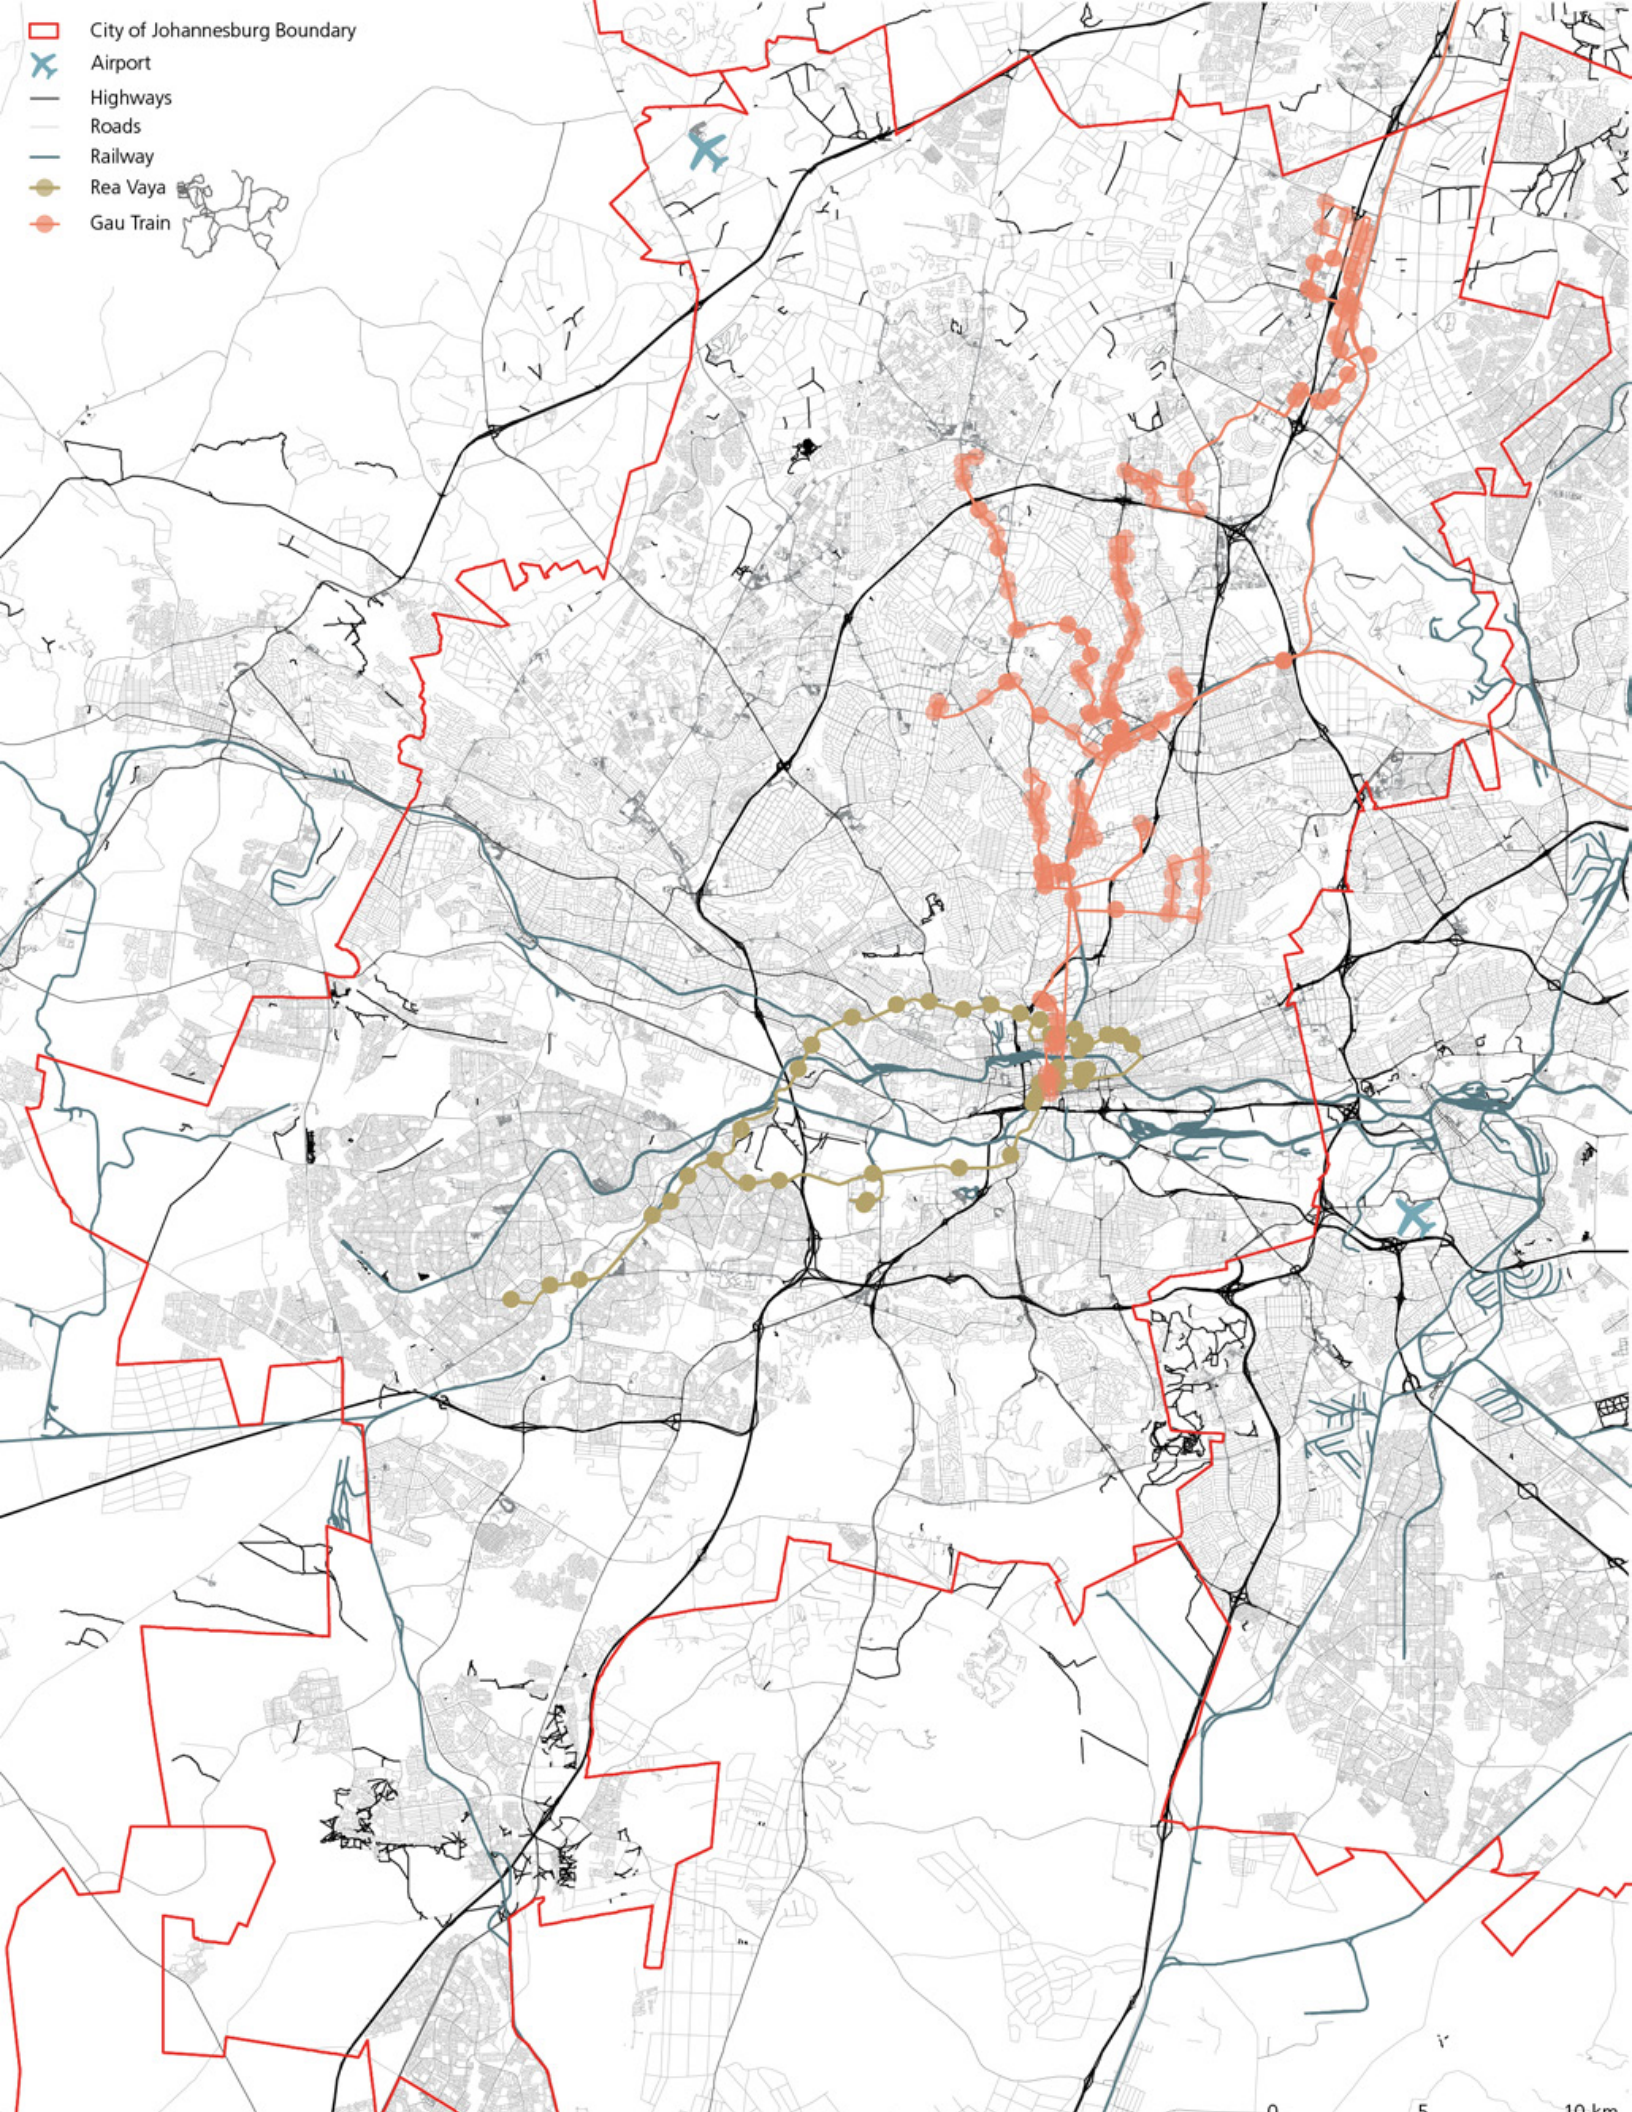 City of Johannesburg Boundary
Airport
Highways
Roads
Railway
Rea Vaya
Gau Train
0 5 10 km